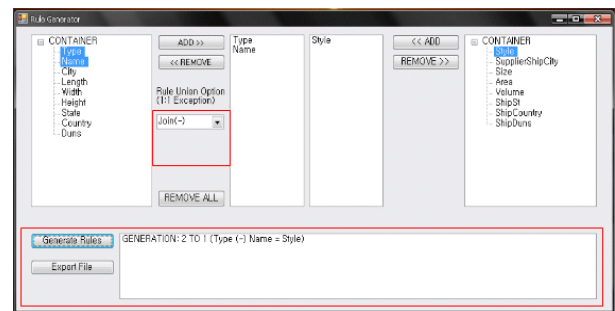 Rule Generator
CONTAINER
Type
Name
City
Length
Width
Height
State
Country
Duns
ADD >>
<< REMOVE
Rule Union Option
(1:1 Exception)
Join(-)
REMOVE ALL
Type
Name
Style
<< ADD
REMOVE >>
CONTAINER
Style
SupplierShipCity
Size
Area
Volume
ShipSt
ShipCountry
ShipDuns
Generate Rules
GENERATION: 2 TO 1 (Type (-) Name = Style)
Export File